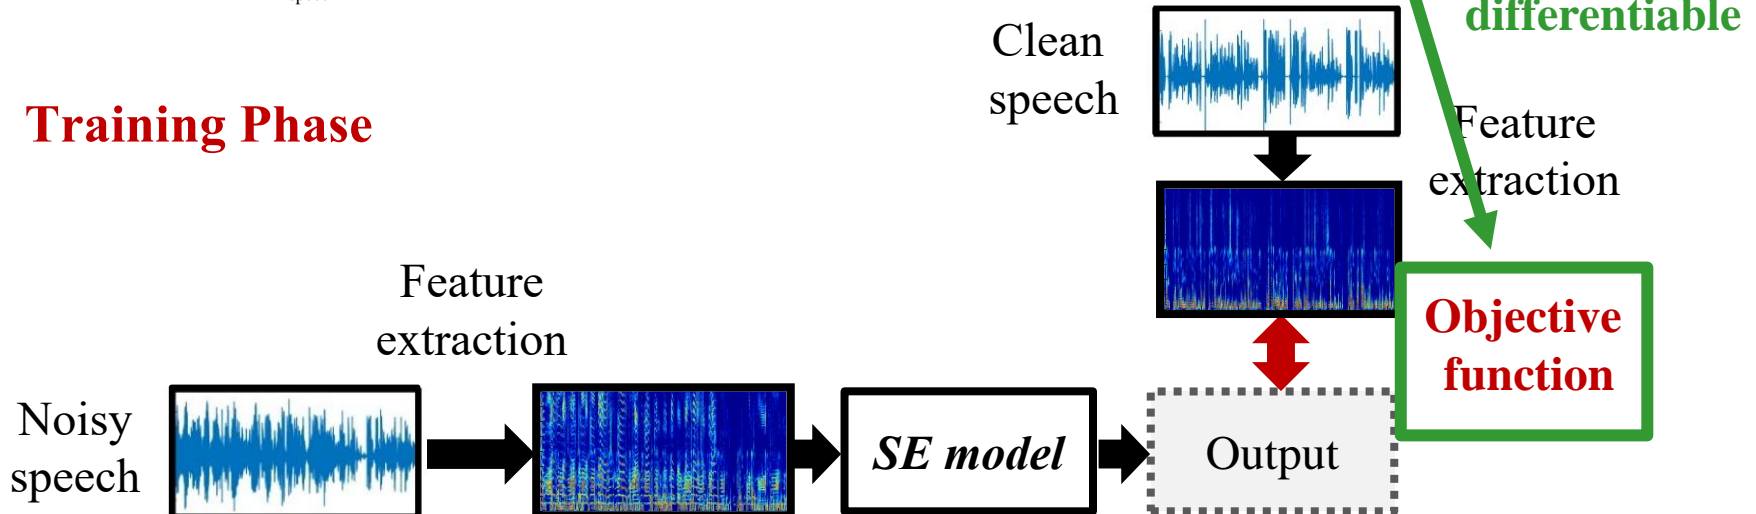 differentiable
Clean
speech
Training Phase
Feature
extraction
Feature
extraction
Objective
function
Noisy
speech
SE model
Output